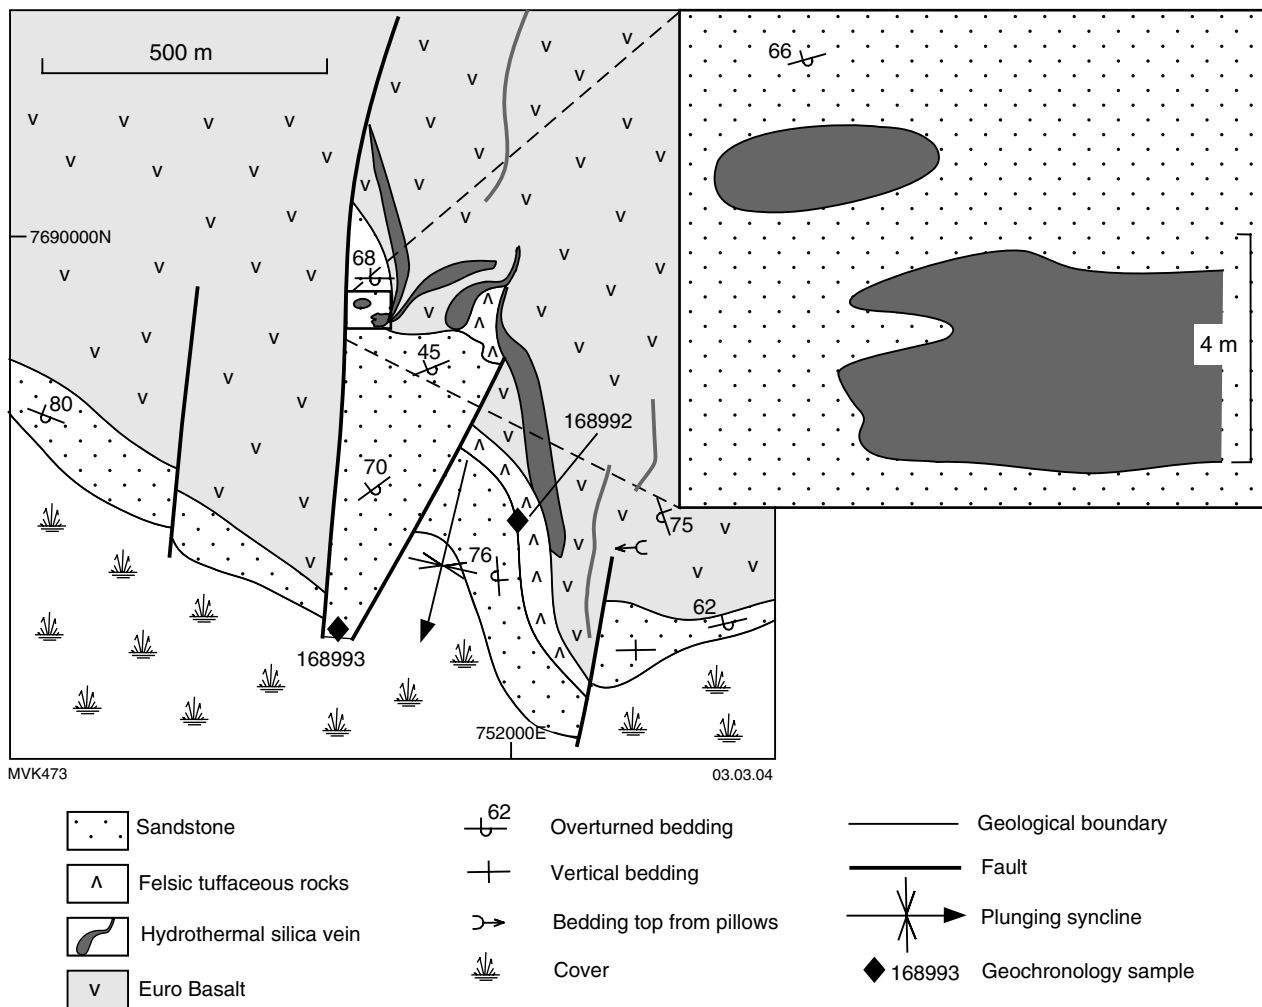 500 m
66
7690000N
68
4 m
45
80
168992
70
75
76
62
168993
752000E
MVK473
03.03.04
Sandstone
62
Overturned bedding
Geological boundary
Felsic tuffaceous rocks
Vertical bedding
Fault
Hydrothermal silica vein
Bedding top from pillows
Plunging syncline
Euro Basalt
Cover
168993 Geochronology sample